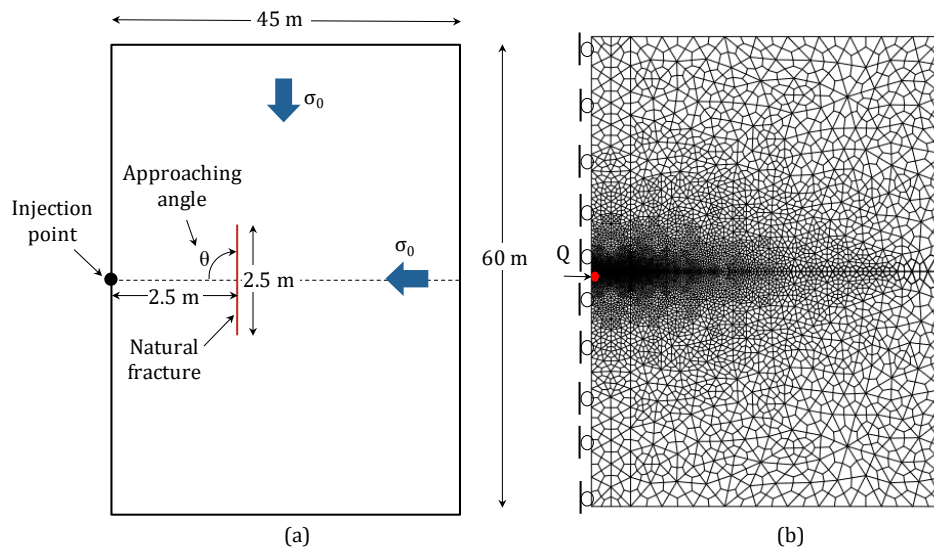 45 m
σ₀
Approaching
angle
Injection
point
θ
σ₀
60 m
Q
2.5 m
2.5 m
Natural
fracture
(a)
(b)